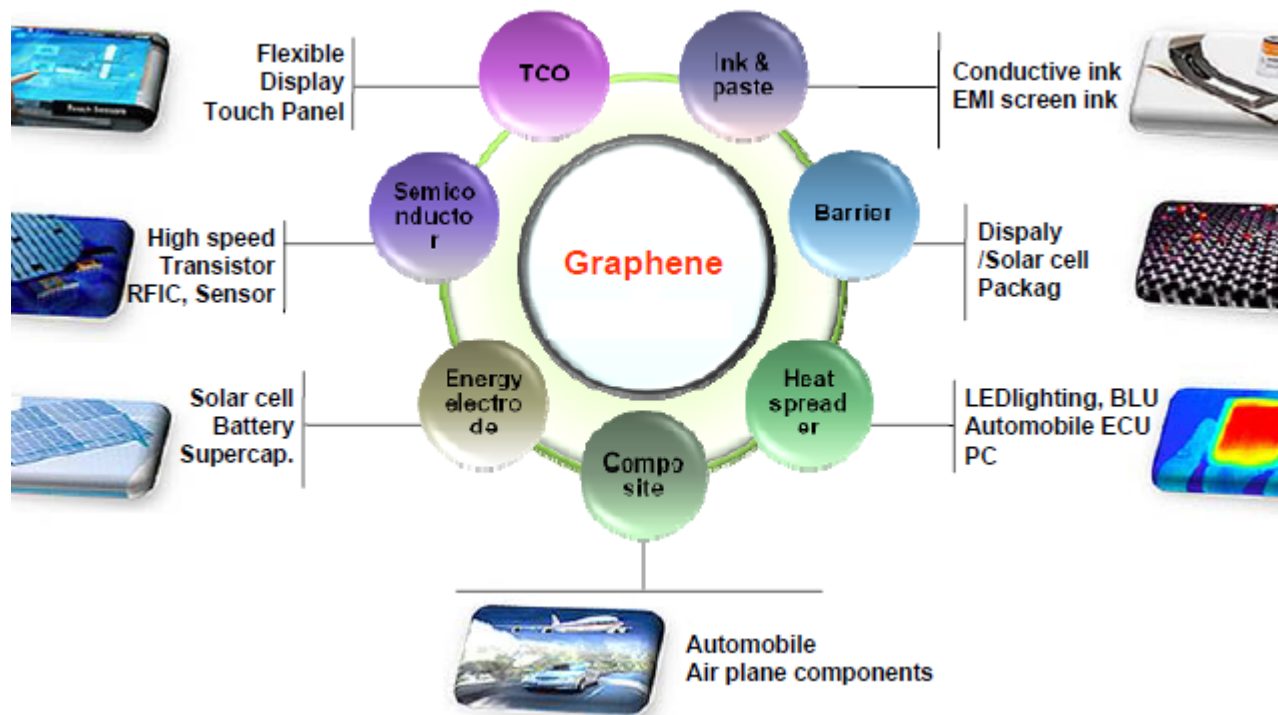 Flexible
Display
Touch Panel
TCO
Ink &
paste
Conductive ink
EMI screen ink
Touch Sensors
High speed
Transistor
RFIC, Sensor
Semico
nducto
r
Graphene
Barrier
Dispaly
/Solar cell
Packag
Solar cell
Battery
Supercap.
Energy
electro
de
Compo
site
Heat
spread
er
LEDlighting, BLU
Automobile ECU
PC
Automobile
Air plane components